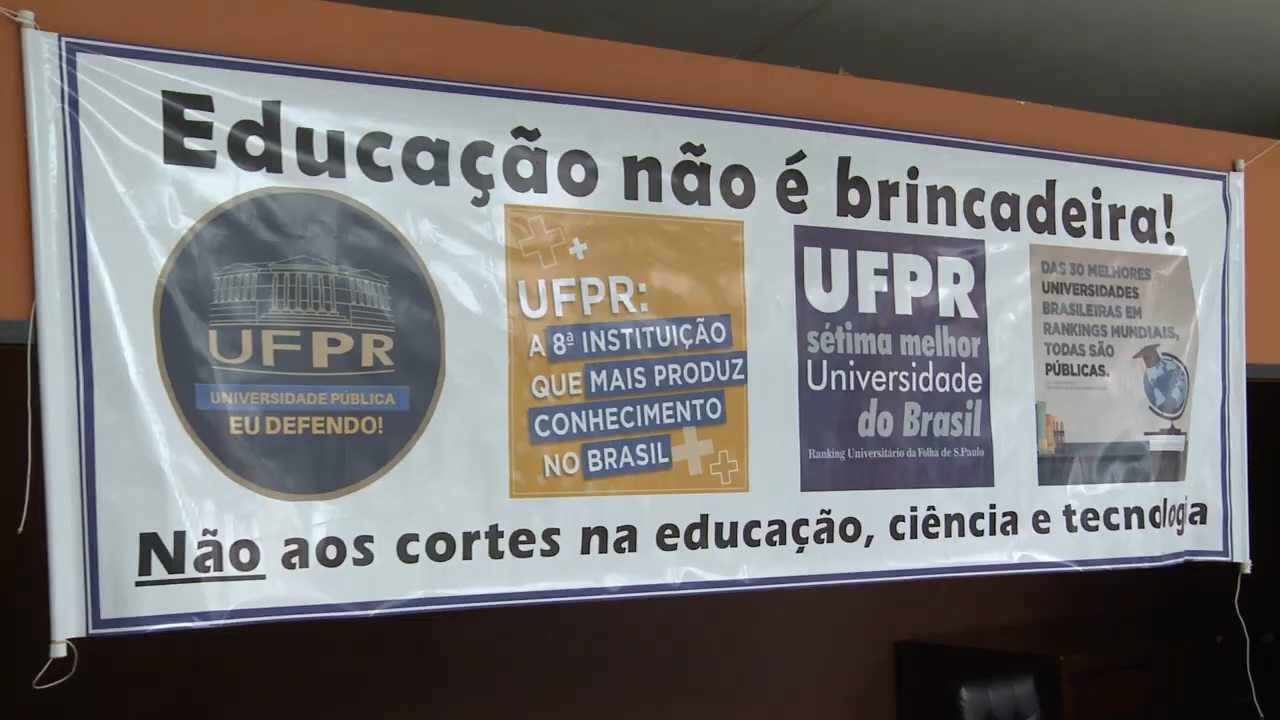 Educação não é brincadeira!
UFPR
UNIVERSIDADE PÚBLICA
EU DEFENDO!
UFPR:
A 8ª INSTITUIÇÃO
QUE MAIS PRODUZ
CONHECIMENTO
NO BRASIL
UFPR
sétima melhor
Universidade
do Brasil
Ranking Universitário da Folha de S.Paulo
DAS 30 MELHORES
UNIVERSIDADES
BRASILEIRAS EM
RANKINGS MUNDIAIS,
TODAS SÃO
PÚBLICAS.
Não aos cortes na educação, ciência e tecnologia